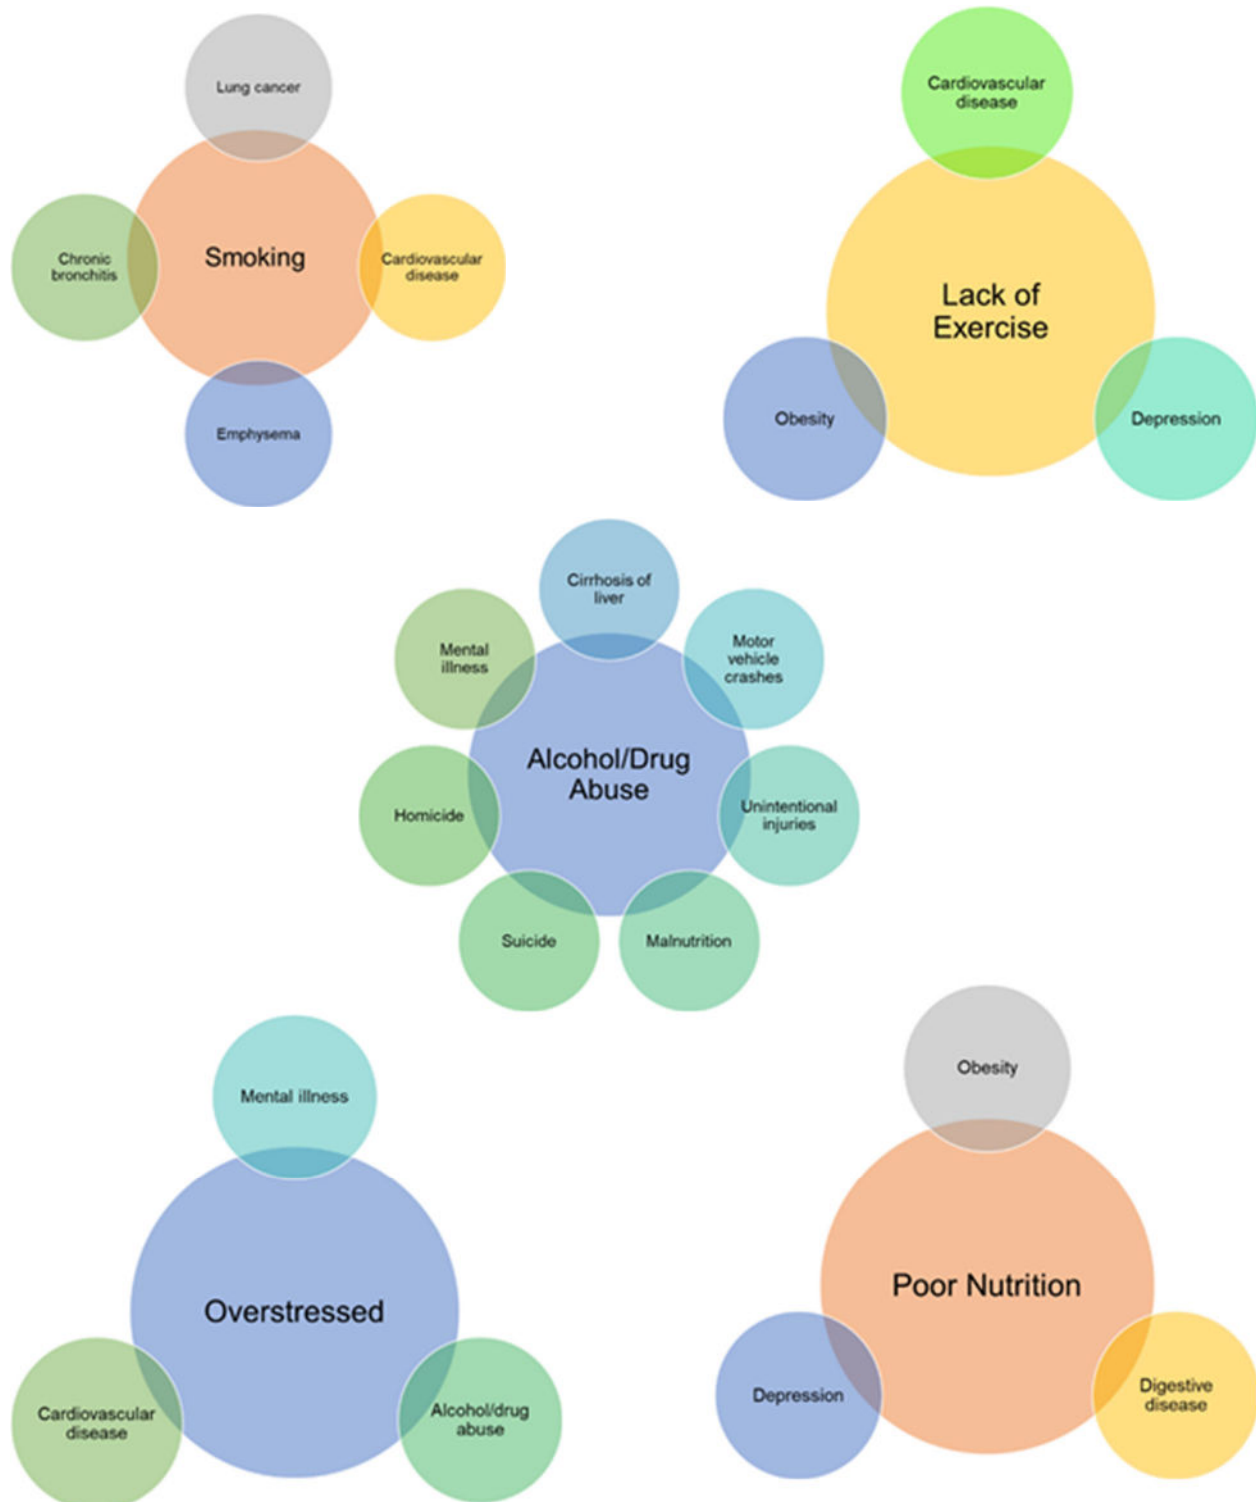 Lung cancer
Chronic
bronchitis
Smoking
Cardiovascular
disease
Emphysema
Cardiovascular
disease
Lack of
Exercise
Obesity
Depression
Cirrhosis of
liver
Mental
illness
Motor
vehicle
crashes
Alcohol/Drug
Abuse
Homicide
Unintentional
injuries
Suicide
Malnutrition
Mental illness
Overstressed
Cardiovascular
disease
Alcohol/drug
abuse
Obesity
Poor Nutrition
Depression
Digestive
disease